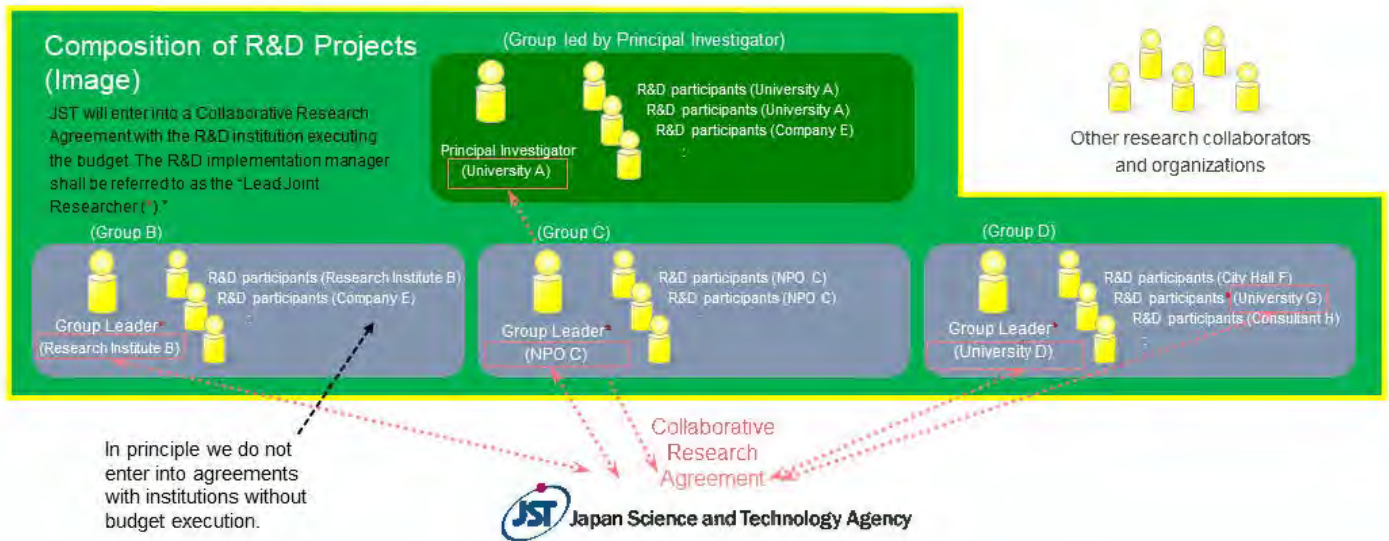 Composition of R&D Projects
(Image)
JST will enter into a Collaborative Research
Agreement with the R&D institution executing
the budget. The R&D implementation manager
shall be referred to as the "Lead Joint
Researcher (*)."
(Group led by Principal Investigator)
R&D participants (University A)
R&D participants (University A)
R&D participants (Company E)
:
Principal Investigator
(University A)
Other research collaborators
and organizations
(Group B)
R&D participants (Research Institute B)
R&D participants (Company E)
:
Group Leader*
(Research Institute B)
(Group C)
R&D participants (NPO C)
R&D participants (NPO C)
Group Leader*
(NPO C)
(Group D)
R&D participants (City Hall F)
R&D participants* (University G)
R&D participants (Consultant H)
:
Group Leader*
(University D)
In principle we do not
enter into agreements
with institutions without
budget execution.
Collaborative
Research
Agreement
JST Japan Science and Technology Agency